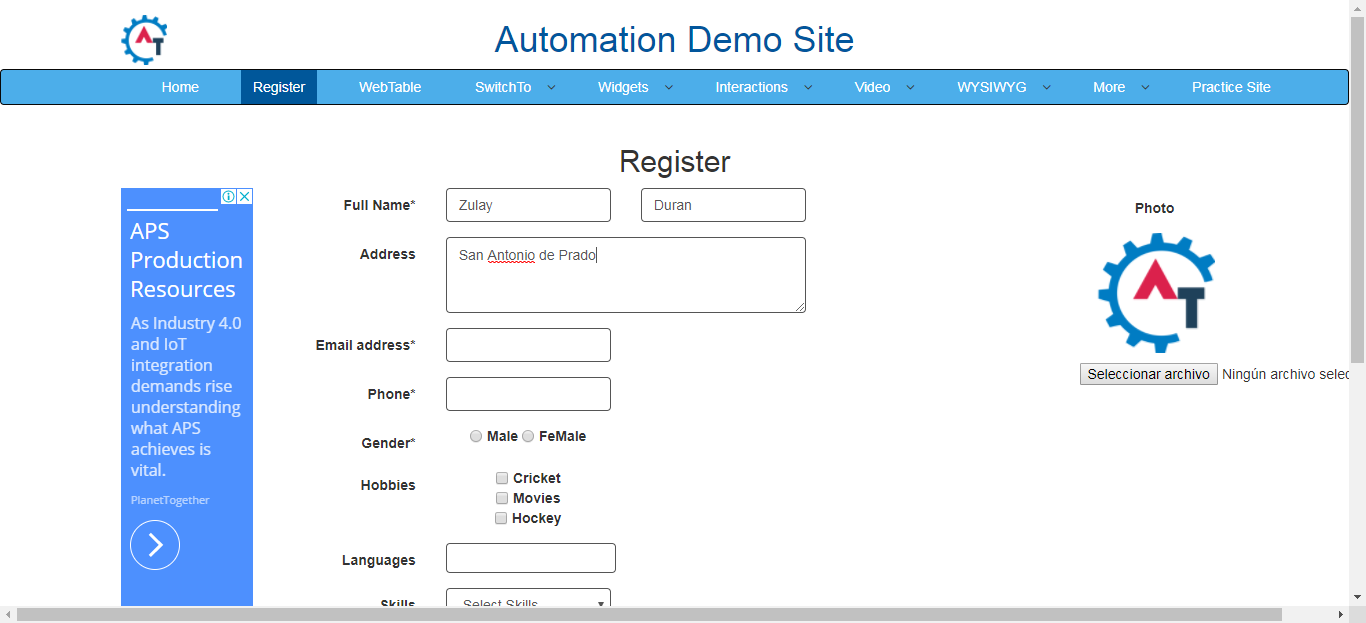 AT
Automation Demo Site
Home Register WebTable SwitchTo Widgets Interactions Video WYSIWYG More Practice Site
Register
APS
Production
Resources
As Industry 4.0
and IoT
integration
demands rise
understanding
what APS
achieves is
vital.
PlanetTogether
Full Name* Zulay Duran
Address San Antonio de Prado
Email address*
Phone*
Gender* Male FeMale
Hobbies Cricket
Movies
Hockey
Languages
Skills Select Skills
Photo
AT
Seleccionar archivo Ningún archivo selec